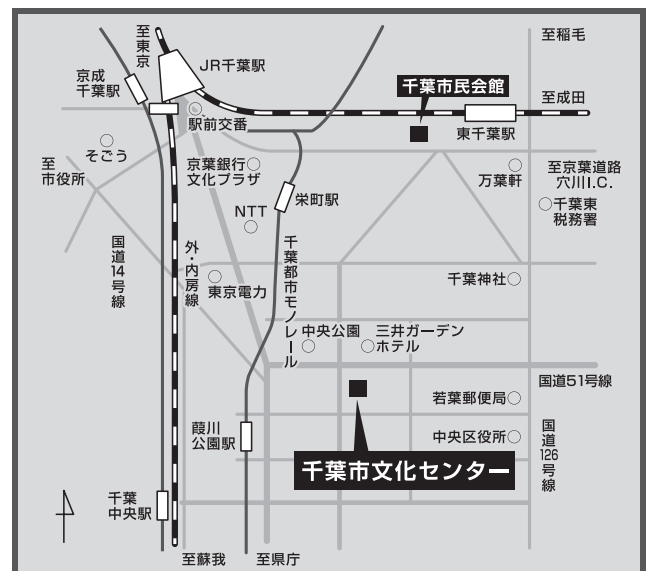 至東京
至稲毛
JR千葉駅
京成
千葉駅
千葉市民会館
至成田
駅前交番
東千葉駅
そごう
至
市役所
京葉銀行
文化プラザ
万葉軒
至京葉道路
穴川I.C.
栄町駅
千葉東
税務署
NTT
国道14号線
外・内房線
千葉都市モノレール
東京電力
千葉神社
中央公園
三井ガーデン
ホテル
国道51号線
若葉郵便局
葭川
公園駅
中央区役所
国道126号線
千葉市文化センター
千葉
中央駅
至蘇我
至県庁